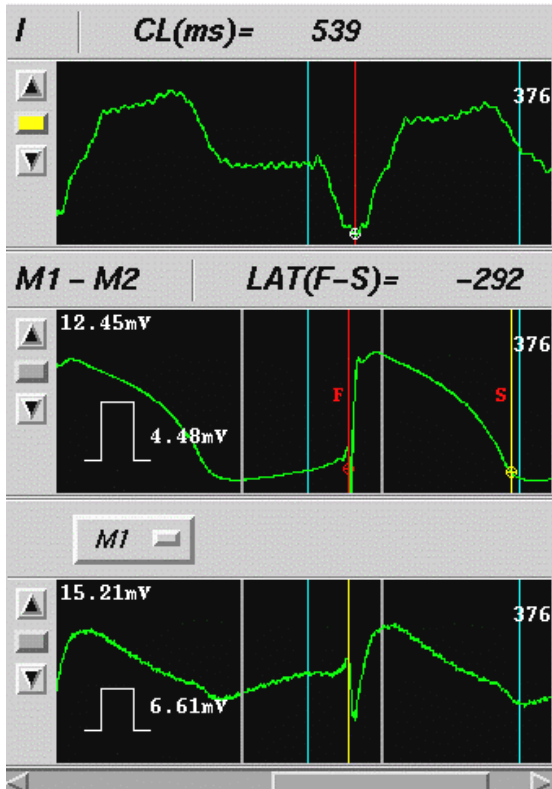 I CL(ms)= 539
376
M1 – M2 LAT(F–S)= –292
12.45mV
376
F S
4.48mV
M1
15.21mV
376
6.61mV